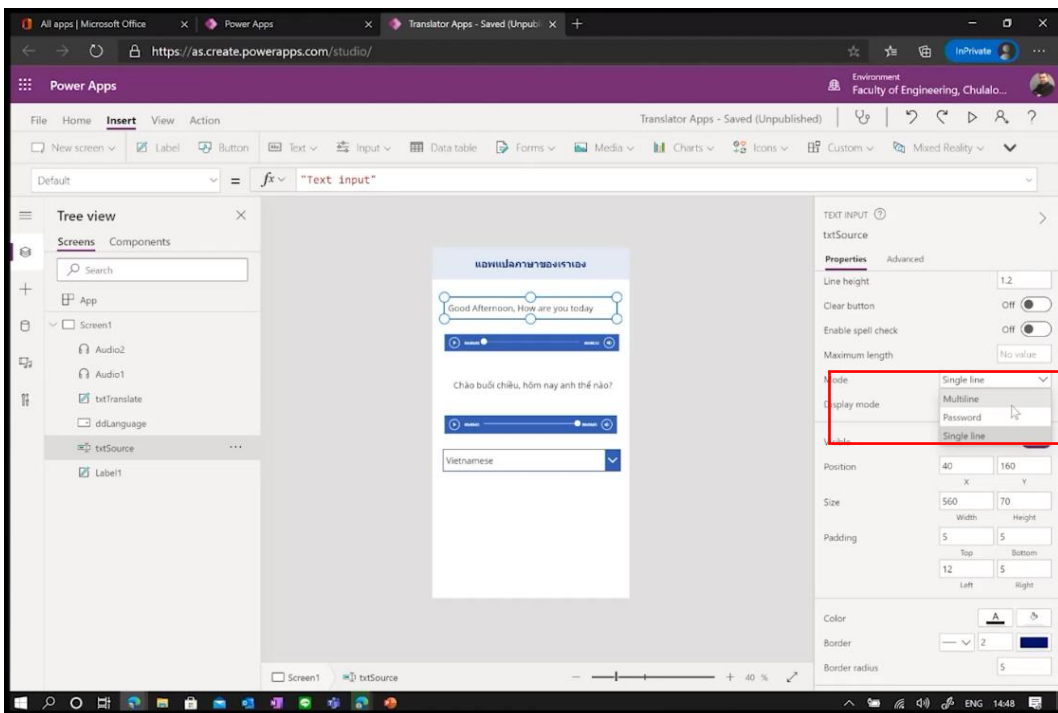 All apps | Microsoft Office
Power Apps
Translator Apps - Saved (Unpubl
https://as.create.powerapps.com/studio/
InPrivate
Power Apps
Environment
Faculty of Engineering, Chulalo...
File Home Insert View Action
Translator Apps - Saved (Unpublished)
New screen Label Button Text Input Data table Forms Media Charts Icons Custom Mixed Reality
Default = fx "Text input"
Tree view
Screens Components
Search
App
Screen1
Audio2
Audio1
txtTranslate
ddLanguage
txtSource ...
Label1
แอพแปลภาษาของเราเอง
Good Afternoon, How are you today
Chào buổi chiều, hôm nay anh thế nào?
Vietnamese
TEXT INPUT
txtSource
Properties Advanced
Line height 1.2
Clear button Off
Enable spell check Off
Maximum length No value
Mode Single line
Multiline
Display mode
Password
Single line
Visible
Position 40 160
X Y
Size 560 70
Width Height
Padding 5 5
Top Bottom
12 5
Left Right
Color
Border 2
Border radius 5
Screen1 txtSource
40 %
ENG 14:48